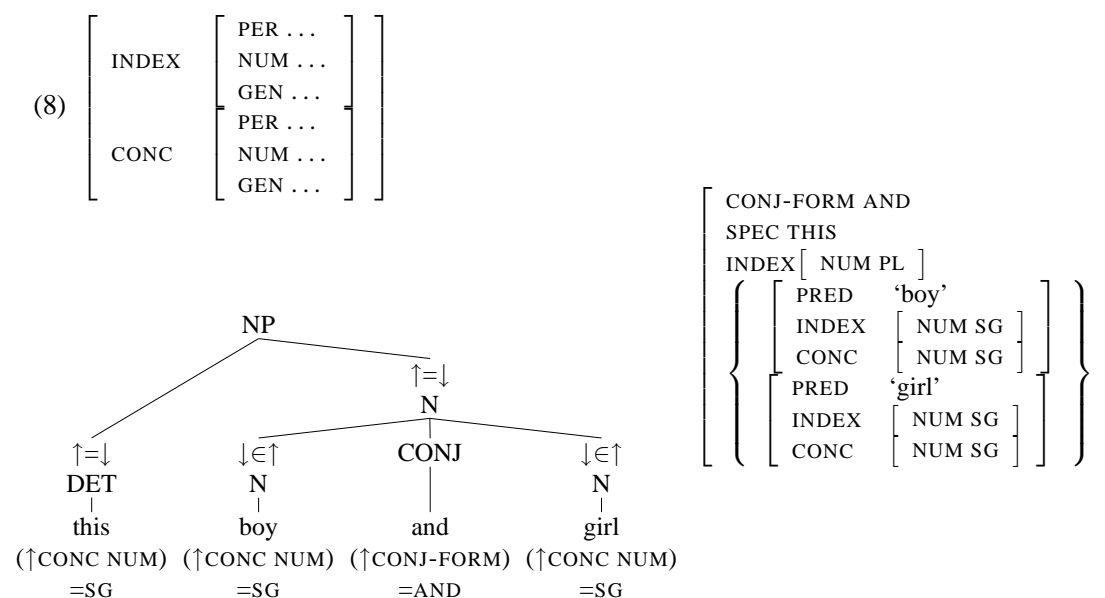 (8)
PER ...
INDEX NUM ...
GEN ...
PER ...
CONC NUM ...
GEN ...
CONJ-FORM AND
SPEC THIS
INDEX [ NUM PL ]
PRED ‘boy’
INDEX [ NUM SG ]
CONC [ NUM SG ]
PRED ‘girl’
INDEX [ NUM SG ]
CONC [ NUM SG ]
NP
↑=↓
N
↑=↓ ↓∈↑ CONJ ↓∈↑
DET N N
this boy and girl
(↑CONC NUM) (↑CONC NUM) (↑CONJ-FORM) (↑CONC NUM)
=SG =SG =AND =SG